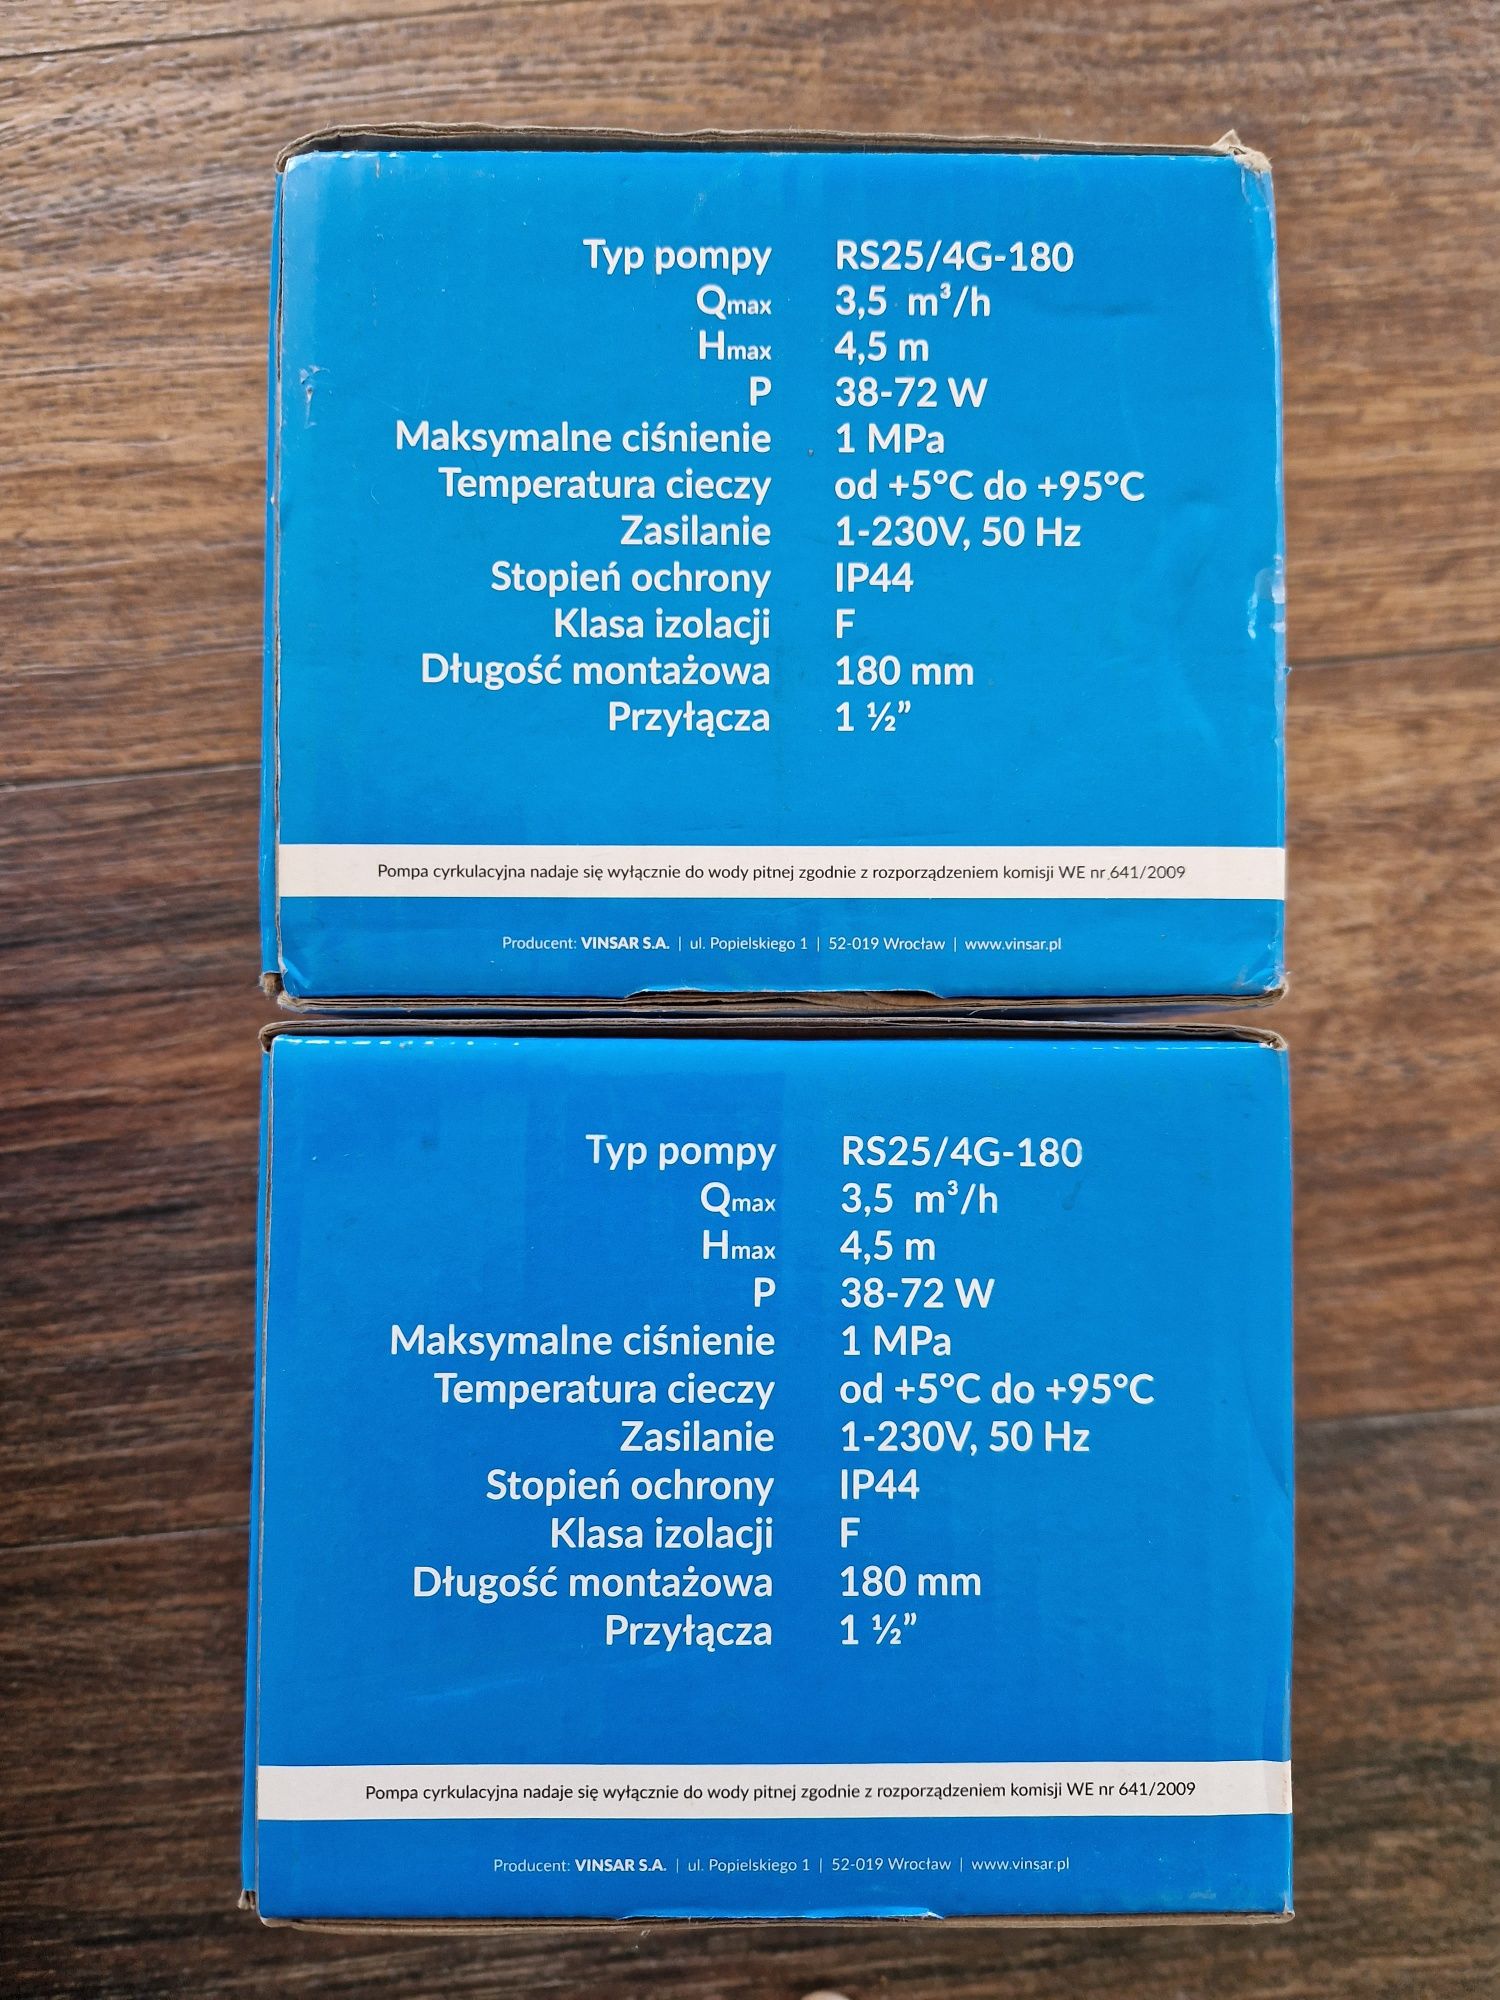 Typ pompy RS25/4G-180
Qmax 3,5 m³/h
Hmax 4,5 m
P 38-72 W
Maksymalne ciśnienie 1 MPa
Temperatura cieczy od +5°C do +95°C
Zasilanie 1-230V, 50 Hz
Stopień ochrony IP44
Klasa izolacji F
Długość montażowa 180 mm
Przyłącza 1 ½”
Pompa cyrkulacyjna nadaje się wyłącznie do wody pitnej zgodnie z rozporządzeniem komisji WE nr 641/2009
Producent: VINSAR S.A. | ul. Popielskiego 1 | 52-019 Wrocław | www.vinsar.pl
Typ pompy RS25/4G-180
Qmax 3,5 m³/h
Hmax 4,5 m
P 38-72 W
Maksymalne ciśnienie 1 MPa
Temperatura cieczy od +5°C do +95°C
Zasilanie 1-230V, 50 Hz
Stopień ochrony IP44
Klasa izolacji F
Długość montażowa 180 mm
Przyłącza 1 ½”
Pompa cyrkulacyjna nadaje się wyłącznie do wody pitnej zgodnie z rozporządzeniem komisji WE nr 641/2009
Producent: VINSAR S.A. | ul. Popielskiego 1 | 52-019 Wrocław | www.vinsar.pl